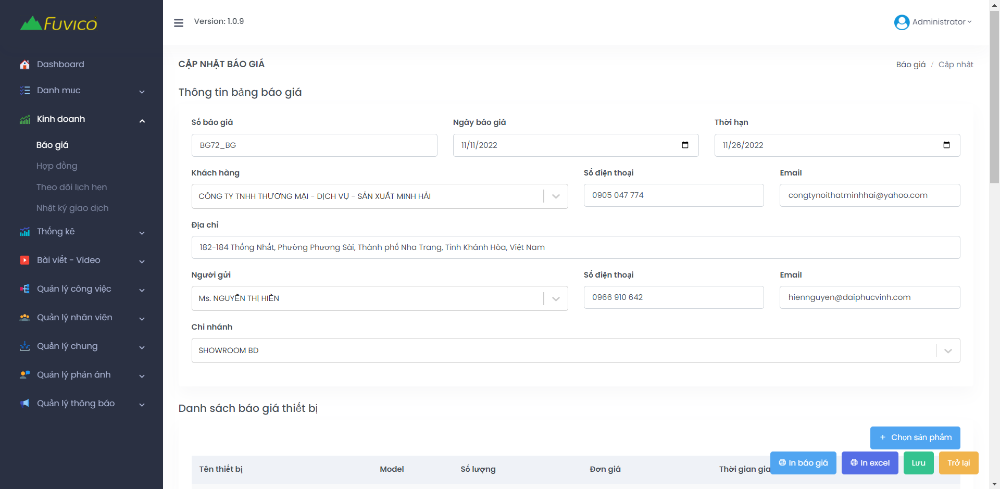 FUVICO
Version: 1.0.9
Administrator
Dashboard
Danh mục
Kinh doanh
Báo giá
Hợp đồng
Theo dõi lịch hẹn
Nhật ký giao dịch
Thống kê
Bài viết - Video
Quản lý công việc
Quản lý nhân viên
Quản lý chung
Quản lý phản ánh
Quản lý thông báo
CẬP NHẬT BÁO GIÁ
Báo giá / Cập nhật
Thông tin bảng báo giá
Số báo giá Ngày báo giá Thời hạn
BG72_BG 11/11/2022 11/26/2022
Khách hàng Số điện thoại Email
CÔNG TY TNHH THƯƠNG MẠI - DỊCH VỤ - SẢN XUẤT MINH HẢI 0905 047 774 congtynoithatminhhai@yahoo.com
Địa chỉ
182-184 Thống Nhất, Phường Phương Sài, Thành phố Nha Trang, Tỉnh Khánh Hòa, Việt Nam
Người gửi Số điện thoại Email
Ms. NGUYỄN THỊ HIỀN 0966 910 642 hiennguyen@daiphucvinh.com
Chi nhánh
SHOWROOM BD
Danh sách báo giá thiết bị
+ Chọn sản phẩm
In báo giá In excel Lưu Trở lại
Tên thiết bị Model Số lượng Đơn giá Thời gian gia